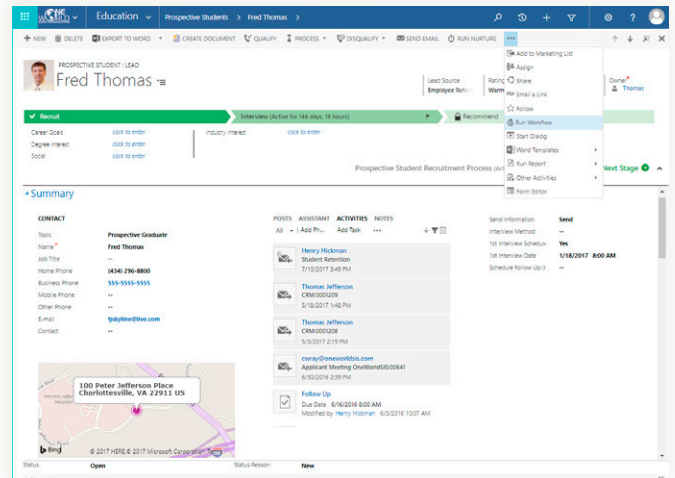 ONE WORLD
Education
Prospective Students > Fred Thomas >
+ NEW
DELETE
EXPORT TO WORD
CREATE DOCUMENT
QUALIFY
PROCESS
DISQUALIFY
SEND EMAIL
RUN NURTURE
...
Add to Marketing List
Assign
Share
Email a Link
Follow
Run Workflow
Start Dialog
Word Templates
Run Report
Other Activities
Form Editor
PROSPECTIVE STUDENT : LEAD
Fred Thomas
Lead Source
Employee
Rating
Warm
Owner*
Thomas
Recruit
Interview (Active for 146 days, 19 hours)
Recommend
Career Goals click to enter
Industry Interest click to enter
Degree Interest click to enter
Social click to enter
Prospective Student Recruitment Process
Next Stage
Summary
CONTACT
Topic Prospective Graduate
Name* Fred Thomas
Job Title --
Home Phone (434) 296-8800
Business Phone 555-5555-5555
Mobile Phone --
Other Phone --
E-mail tjskyline@live.com
Contact --
100 Peter Jefferson Place
Charlottesville, VA 22911 US
Bing
© 2017 HERE © 2017 Microsoft Corporation
POSTS ASSISTANT ACTIVITIES NOTES
All Add Ph... Add Task ...
Henry Hickman
Student Retention
7/10/2017 3:48 PM
Thomas Jefferson
CRM:0001209
5/18/2017 1:48 PM
Thomas Jefferson
CRM:0001208
5/3/2017 2:19 PM
cwray@oneworldsis.com
Applicant Meeting OneWorldSIS:00641
6/30/2016 2:39 PM
Follow Up
Due Date 6/16/2016 8:00 AM
Modified by Henry Hickman 6/3/2016 10:07 AM
Send Information Send
Interview Method --
1st Interview Schedul Yes
1st Interview Date 1/18/2017 8:00 AM
Schedule Follow Up --
Status Open
Status Reason New